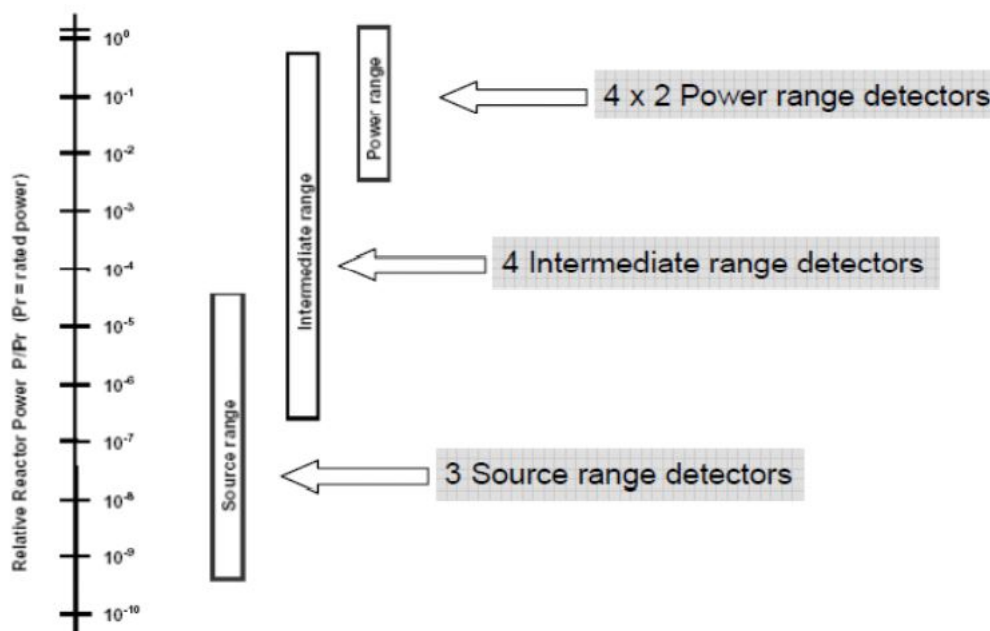 Relative Reactor Power P/Pr (Pr = rated power)
10⁰
10⁻¹
10⁻²
10⁻³
10⁻⁴
10⁻⁵
10⁻⁶
10⁻⁷
10⁻⁸
10⁻⁹
10⁻¹⁰
Source range
Intermediate range
Power range
4 x 2 Power range detectors
4 Intermediate range detectors
3 Source range detectors